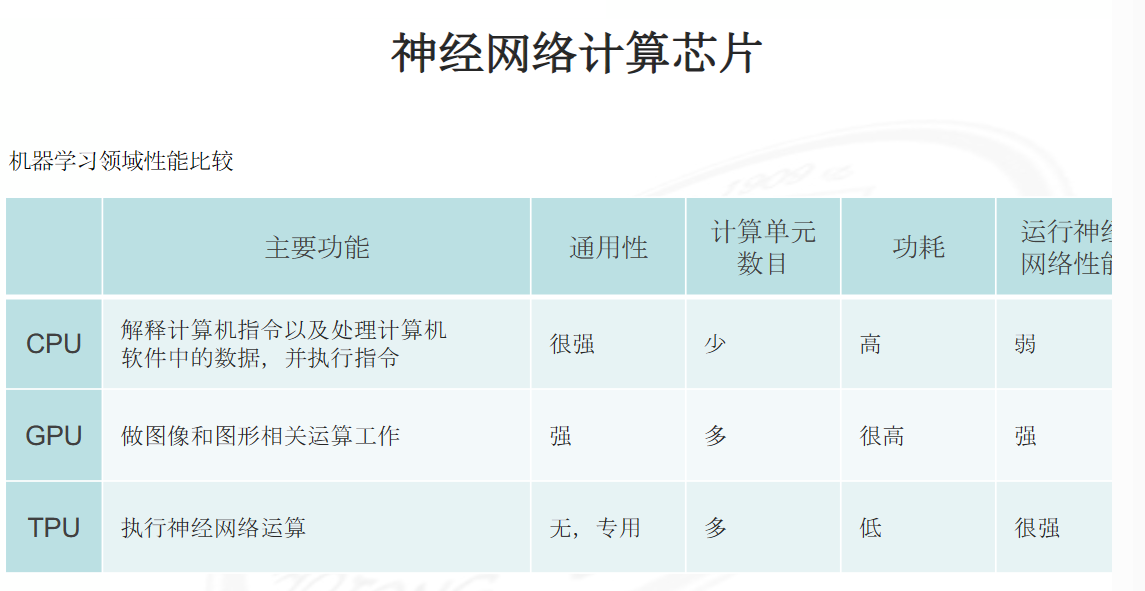 神经网络计算芯片
机器学习领域性能比较
主要功能
通用性
计算单元
数目
功耗
运行神经
网络性能
CPU
解释计算机指令以及处理计算机
软件中的数据，并执行指令
很强
少
高
弱
GPU
做图像和图形相关运算工作
强
多
很高
强
TPU
执行神经网络运算
无，专用
多
低
很强